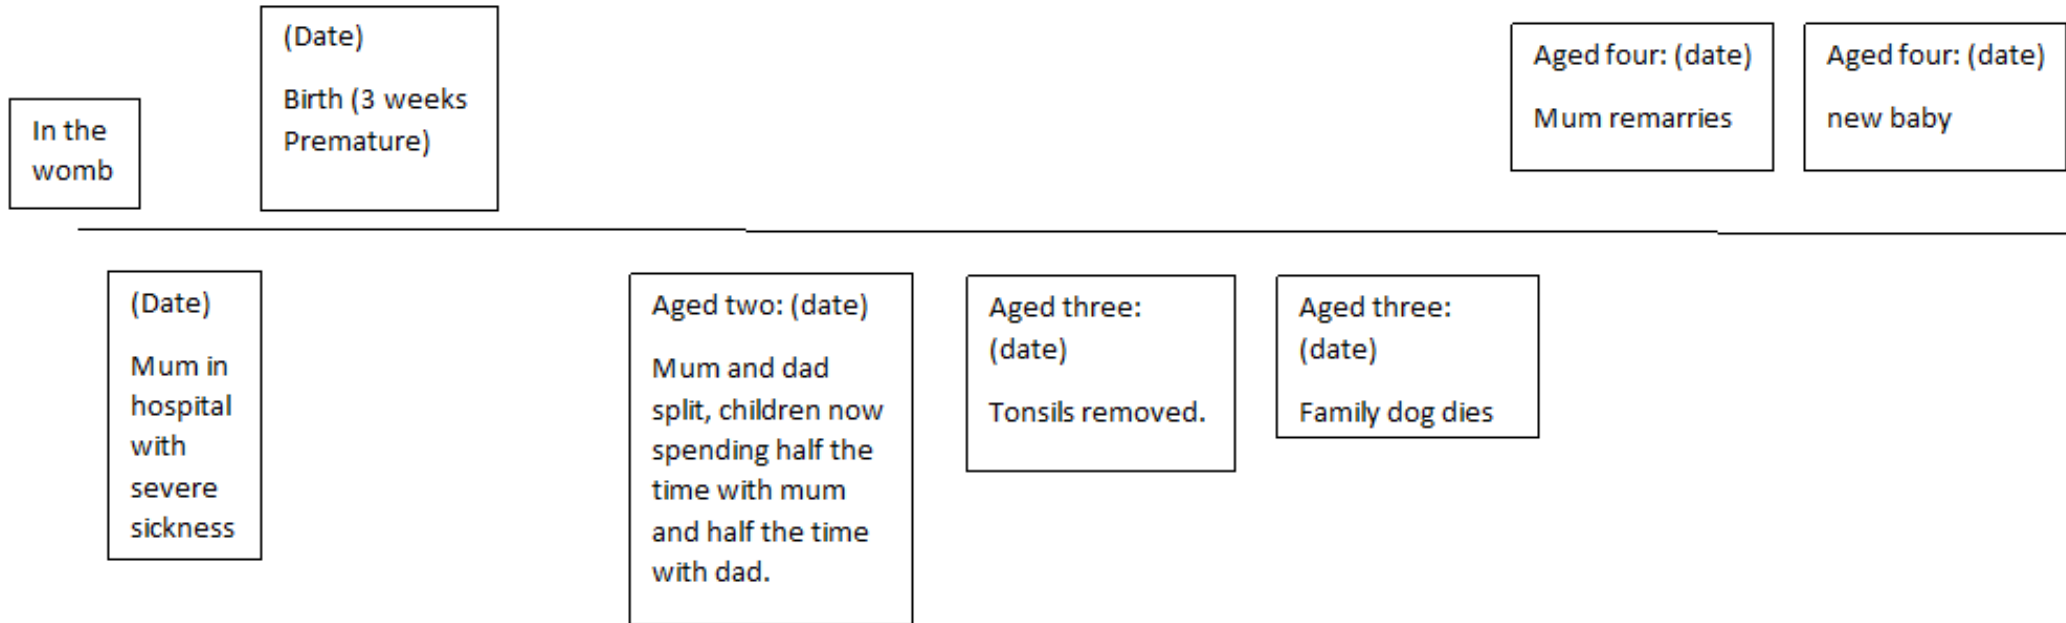 In the
womb
(Date)
Birth (3 weeks
Premature)
Aged four: (date)
Mum remarries
Aged four: (date)
new baby
(Date)
Mum in
hospital
with
severe
sickness
Aged two: (date)
Mum and dad
split, children now
spending half the
time with mum
and half the time
with dad.
Aged three:
(date)
Tonsils removed.
Aged three:
(date)
Family dog dies